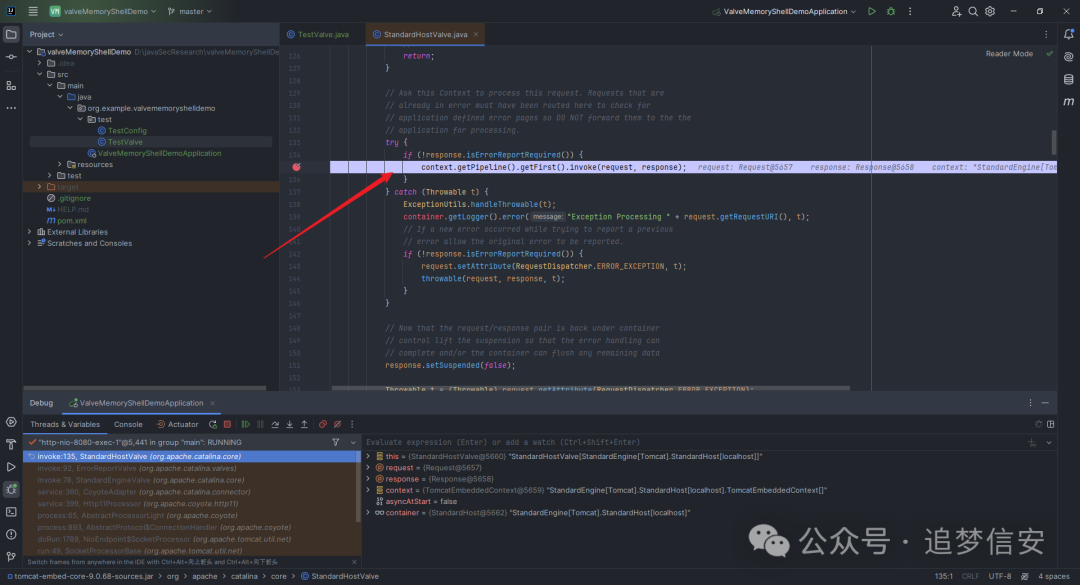 VM valveMemoryShellDemo master ValveMemoryShellDemoApplication
Project
TestValve.java StandardHostValve.java
valveMemoryShellDemo D:\javaSecResearch\valveMemoryShellDe
.idea
src
main
java
org.example.valvememoryshelldemo
test
TestConfig
TestValve
ValveMemoryShellDemoApplication
resources
test
target
.gitignore
HELP.md
pom.xml
External Libraries
Scratches and Consoles
Reader Mode
126 return;
127 }
128
129 // Ask this Context to process this request. Requests that are
130 // already in error must have been routed here to check for
131 // application defined error pages so DO NOT forward them to the the
132 // application for processing.
133 try {
134 if (!response.isErrorReportRequired()) {
context.getPipeline().getFirst().invoke(request, response); request: Request@5657 response: Response@5658 context: "StandardEngine[Tom
136 }
137 } catch (Throwable t) {
138 ExceptionUtils.handleThrowable(t);
139 container.getLogger().error( message: "Exception Processing " + request.getRequestURI(), t);
140 // If a new error occurred while trying to report a previous
141 // error allow the original error to be reported.
142 if (!response.isErrorReportRequired()) {
143 request.setAttribute(RequestDispatcher.ERROR_EXCEPTION, t);
144 throwable(request, response, t);
145 }
146 }
147
148 // Now that the request/response pair is back under container
149 // control lift the suspension so that the error handling can
150 // complete and/or the container can flush any remaining data
151 response.setSuspended(false);
152
153 Throwable t = (Throwable) request.getAttribute(RequestDispatcher.ERROR_EXCEPTION);
Debug ValveMemoryShellDemoApplication
Threads & Variables Console Actuator
"http-nio-8080-exec-1"@5,441 in group "main": RUNNING
invoke:135, StandardHostValve (org.apache.catalina.core)
invoke:92, ErrorReportValve (org.apache.catalina.valves)
invoke:78, StandardEngineValve (org.apache.catalina.core)
service:360, CoyoteAdapter (org.apache.catalina.connector)
service:399, Http11Processor (org.apache.coyote.http11)
process:65, AbstractProcessorLight (org.apache.coyote)
process:893, AbstractProtocol$ConnectionHandler (org.apache.coyote)
doRun:1789, NioEndpoint$SocketProcessor (org.apache.tomcat.util.net)
run:49, SocketProcessorBase (org.apache.tomcat.util.net)
Switch frames from anywhere in the IDE with Ctrl+Alt+向上箭头 and Ctrl+Alt+向下箭头
Evaluate expression (Enter) or add a watch (Ctrl+Shift+Enter)
this = {StandardHostValve@5660} "StandardHostValve[StandardEngine[Tomcat].StandardHost[localhost]]"
request = {Request@5657}
response = {Response@5658}
context = {TomcatEmbeddedContext@5659} "StandardEngine[Tomcat].StandardHost[localhost].TomcatEmbeddedContext[]"
asyncAtStart = false
container = {StandardHost@5662} "StandardEngine[Tomcat].StandardHost[localhost]"
公众号 · 追梦信安
tomcat-embed-core-9.0.68-sources.jar > org > apache > catalina > core > StandardHostValve 135:1 CRLF UTF-8 4 spaces